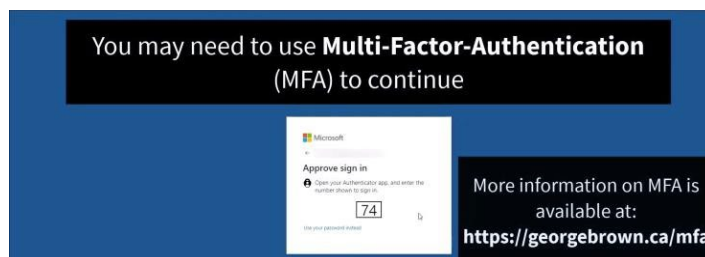 You may need to use Multi-Factor-Authentication
(MFA) to continue
Microsoft
Approve sign in
Open your Authenticator app, and enter the
number shown to sign in.
74
Use your password instead
More information on MFA is
available at:
https://georgebrown.ca/mfa